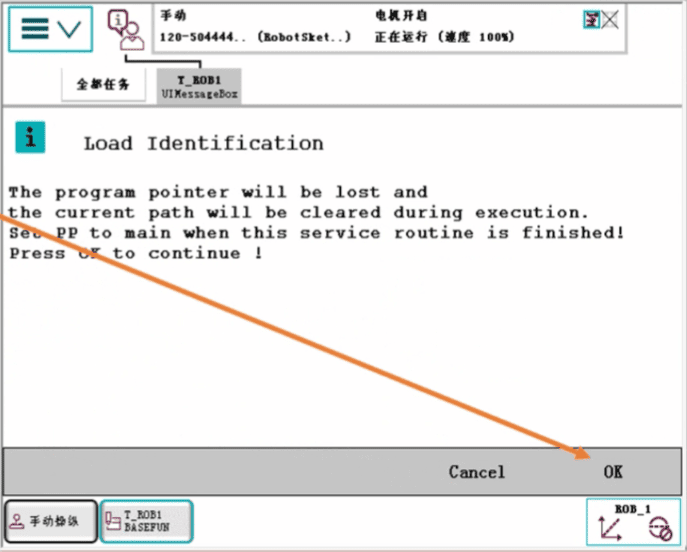 手动
电机开启
120-504444.. (RobotSket..)
正在运行 (速度 100%)
全部任务
T_ROB1
UIMessageBox
i Load Identification
The program pointer will be lost and
the current path will be cleared during execution.
Set PP to main when this service routine is finished!
Press OK to continue !
Cancel
OK
手动操纵
T_ROB1
BASEFUN
ROB_1